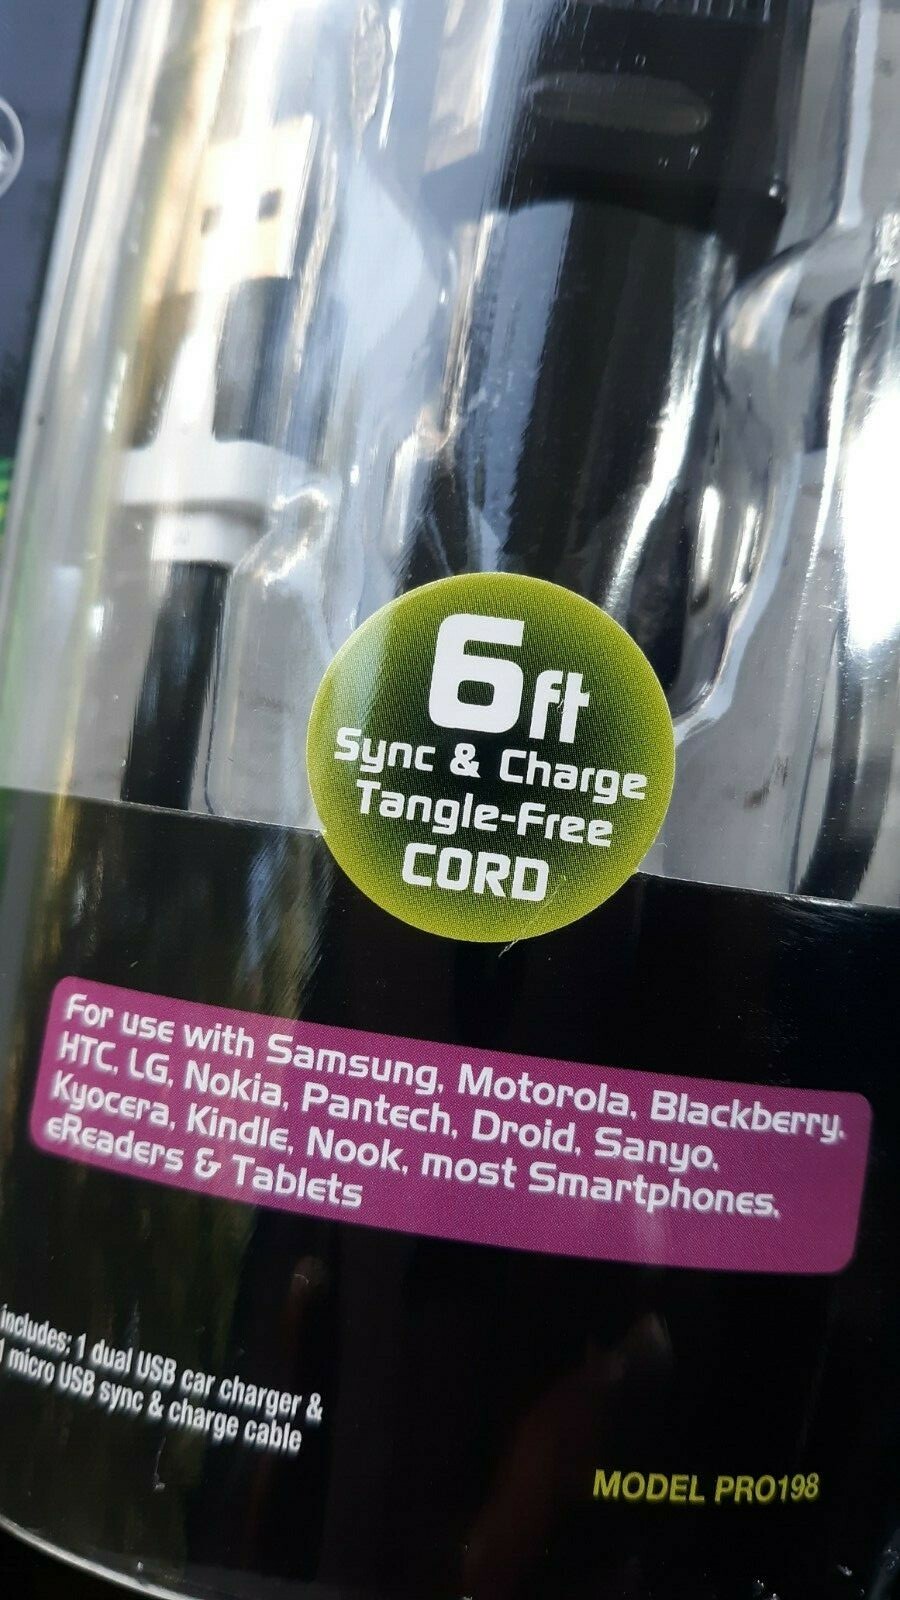 6ft
Sync & Charge
Tangle-Free
CORD
For use with Samsung, Motorola, Blackberry,
HTC, LG, Nokia, Pantech, Droid, Sanyo,
Kyocera, Kindle, Nook, most Smartphones,
eReaders & Tablets
includes: 1 dual USB car charger &
1 micro USB sync & charge cable
MODEL PRO198